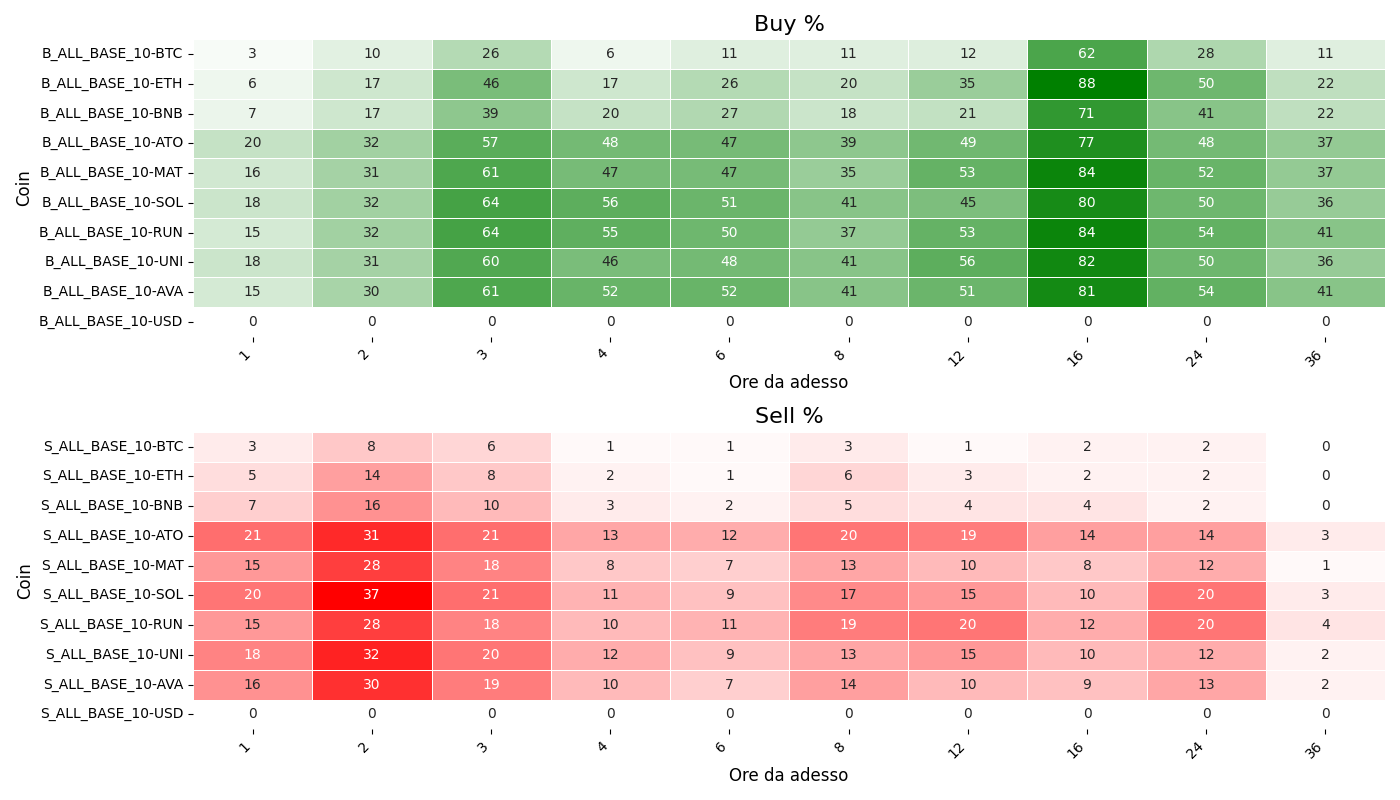 Buy %
Coin
B_ALL_BASE_10-BTC 3 10 26 6 11 11 12 62 28 11
B_ALL_BASE_10-ETH 6 17 46 17 26 20 35 88 50 22
B_ALL_BASE_10-BNB 7 17 39 20 27 18 21 71 41 22
B_ALL_BASE_10-ATO 20 32 57 48 47 39 49 77 48 37
B_ALL_BASE_10-MAT 16 31 61 47 47 35 53 84 52 37
B_ALL_BASE_10-SOL 18 32 64 56 51 41 45 80 50 36
B_ALL_BASE_10-RUN 15 32 64 55 50 37 53 84 54 41
B_ALL_BASE_10-UNI 18 31 60 46 48 41 56 82 50 36
B_ALL_BASE_10-AVA 15 30 61 52 52 41 51 81 54 41
B_ALL_BASE_10-USD 0 0 0 0 0 0 0 0 0 0
1 2 3 4 6 8 12 16 24 36
Ore da adesso
Sell %
Coin
S_ALL_BASE_10-BTC 3 8 6 1 1 3 1 2 2 0
S_ALL_BASE_10-ETH 5 14 8 2 1 6 3 2 2 0
S_ALL_BASE_10-BNB 7 16 10 3 2 5 4 4 2 0
S_ALL_BASE_10-ATO 21 31 21 13 12 20 19 14 14 3
S_ALL_BASE_10-MAT 15 28 18 8 7 13 10 8 12 1
S_ALL_BASE_10-SOL 20 37 21 11 9 17 15 10 20 3
S_ALL_BASE_10-RUN 15 28 18 10 11 19 20 12 20 4
S_ALL_BASE_10-UNI 18 32 20 12 9 13 15 10 12 2
S_ALL_BASE_10-AVA 16 30 19 10 7 14 10 9 13 2
S_ALL_BASE_10-USD 0 0 0 0 0 0 0 0 0 0
1 2 3 4 6 8 12 16 24 36
Ore da adesso